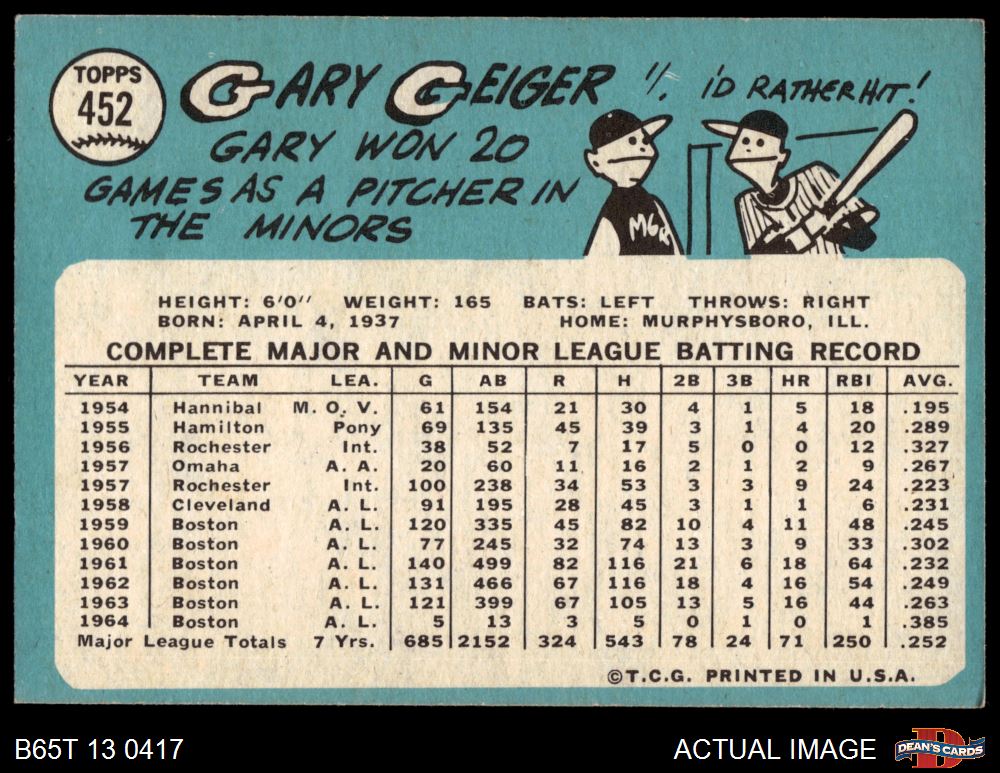 TOPPS
452
GARY GEIGER
GARY WON 20
GAMES AS A PITCHER IN
THE MINORS
I'D RATHER HIT!
MGR
HEIGHT: 6'0" WEIGHT: 165 BATS: LEFT THROWS: RIGHT
BORN: APRIL 4, 1937 HOME: MURPHYSBORO, ILL.
COMPLETE MAJOR AND MINOR LEAGUE BATTING RECORD
YEAR TEAM LEA. G AB R H 2B 3B HR RBI AVG.
1954 Hannibal M. O. V. 61 154 21 30 4 1 5 18 .195
1955 Hamilton Pony 69 135 45 39 3 1 4 20 .289
1956 Rochester Int. 38 52 7 17 5 0 0 12 .327
1957 Omaha A. A. 20 60 11 16 2 1 2 9 .267
1957 Rochester Int. 100 238 34 53 3 3 9 24 .223
1958 Cleveland A. L. 91 195 28 45 3 1 1 6 .231
1959 Boston A. L. 120 335 45 82 10 4 11 48 .245
1960 Boston A. L. 77 245 32 74 13 3 9 33 .302
1961 Boston A. L. 140 499 82 116 21 6 18 64 .232
1962 Boston A. L. 131 466 67 116 18 4 16 54 .249
1963 Boston A. L. 121 399 67 105 13 5 16 44 .263
1964 Boston A. L. 5 13 3 5 0 1 0 1 .385
Major League Totals 7 Yrs. 685 2152 324 543 78 24 71 250 .252
©T.C.G. PRINTED IN U.S.A.
B65T 13 0417
ACTUAL IMAGE
D
DEAN'S CARDS